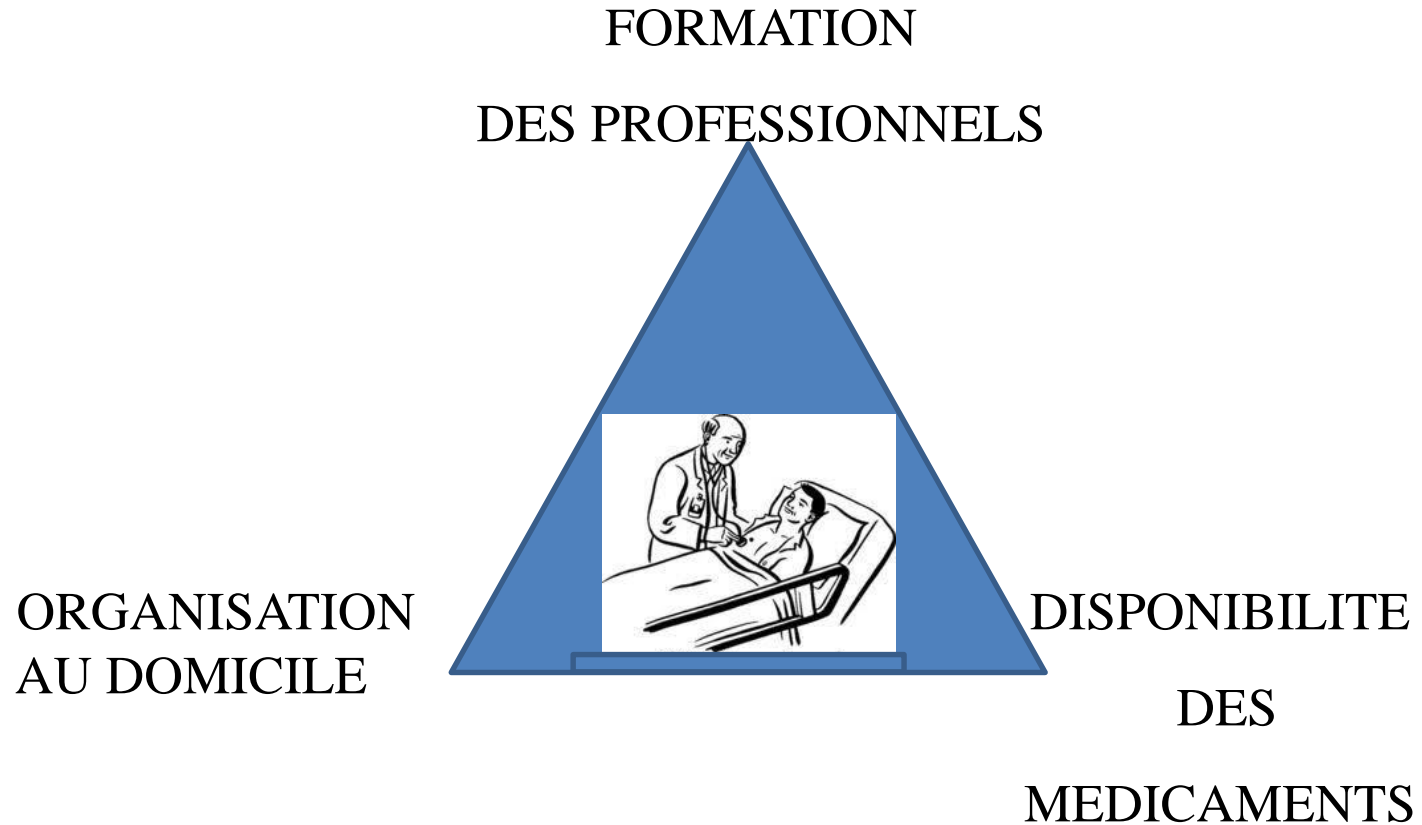 FORMATION
DES PROFESSIONNELS
ORGANISATION
AU DOMICILE
DISPONIBILITE
DES
MEDICAMENTS